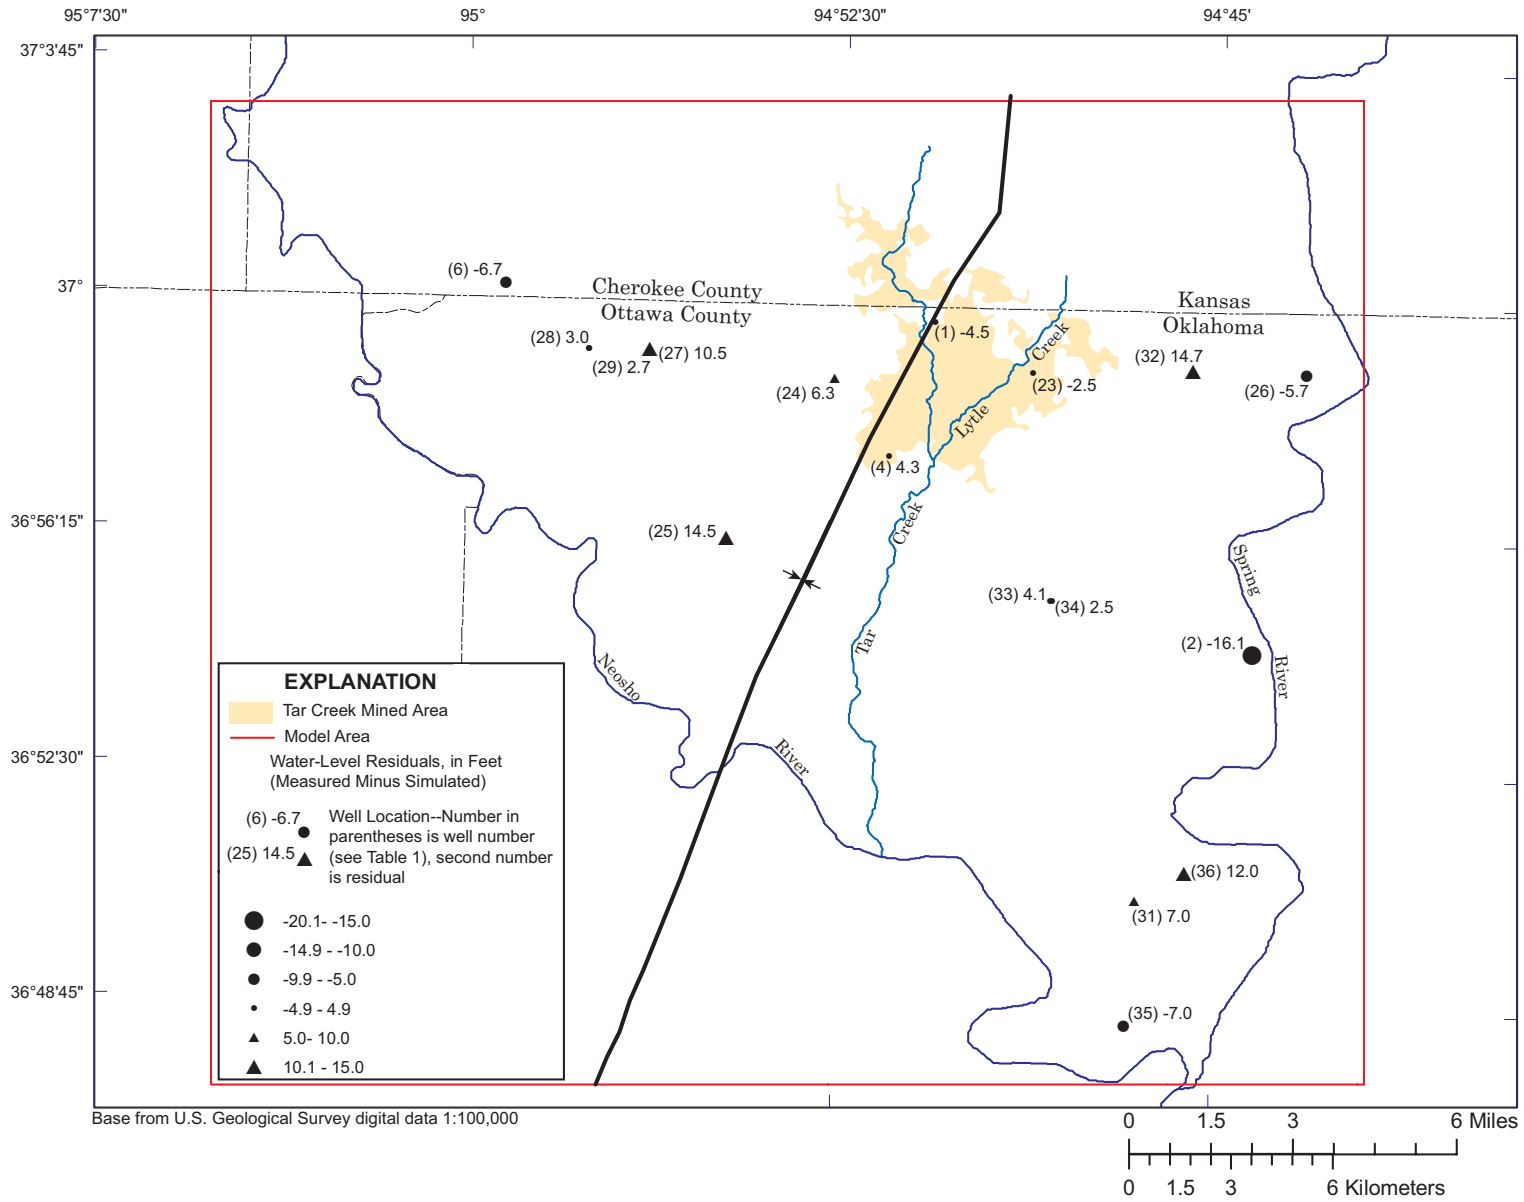 95°7'30"
95°
94°52'30"
94°45'
37°3'45"
(6) -6.7
37°
Cherokee County
Ottawa County
Kansas
Oklahoma
(28) 3.0
(29) 2.7
(27) 10.5
(24) 6.3
(1) -4.5
Creek
(23) -2.5
(32) 14.7
(26) -5.7
Lytle
(4) 4.3
36°56'15"
(25) 14.5
Creek
Spring
(33) 4.1
(34) 2.5
Tar
(2) -16.1
River
Neosho
River
36°52'30"
EXPLANATION
Tar Creek Mined Area
Model Area
Water-Level Residuals, in Feet
(Measured Minus Simulated)
(6) -6.7
(25) 14.5
Well Location--Number in
parentheses is well number
(see Table 1), second number
is residual
-20.1- -15.0
-14.9 - -10.0
-9.9 - -5.0
-4.9 - 4.9
5.0- 10.0
10.1 - 15.0
(36) 12.0
(31) 7.0
36°48'45"
(35) -7.0
Base from U.S. Geological Survey digital data 1:100,000
0 1.5 3 6 Miles
0 1.5 3 6 Kilometers